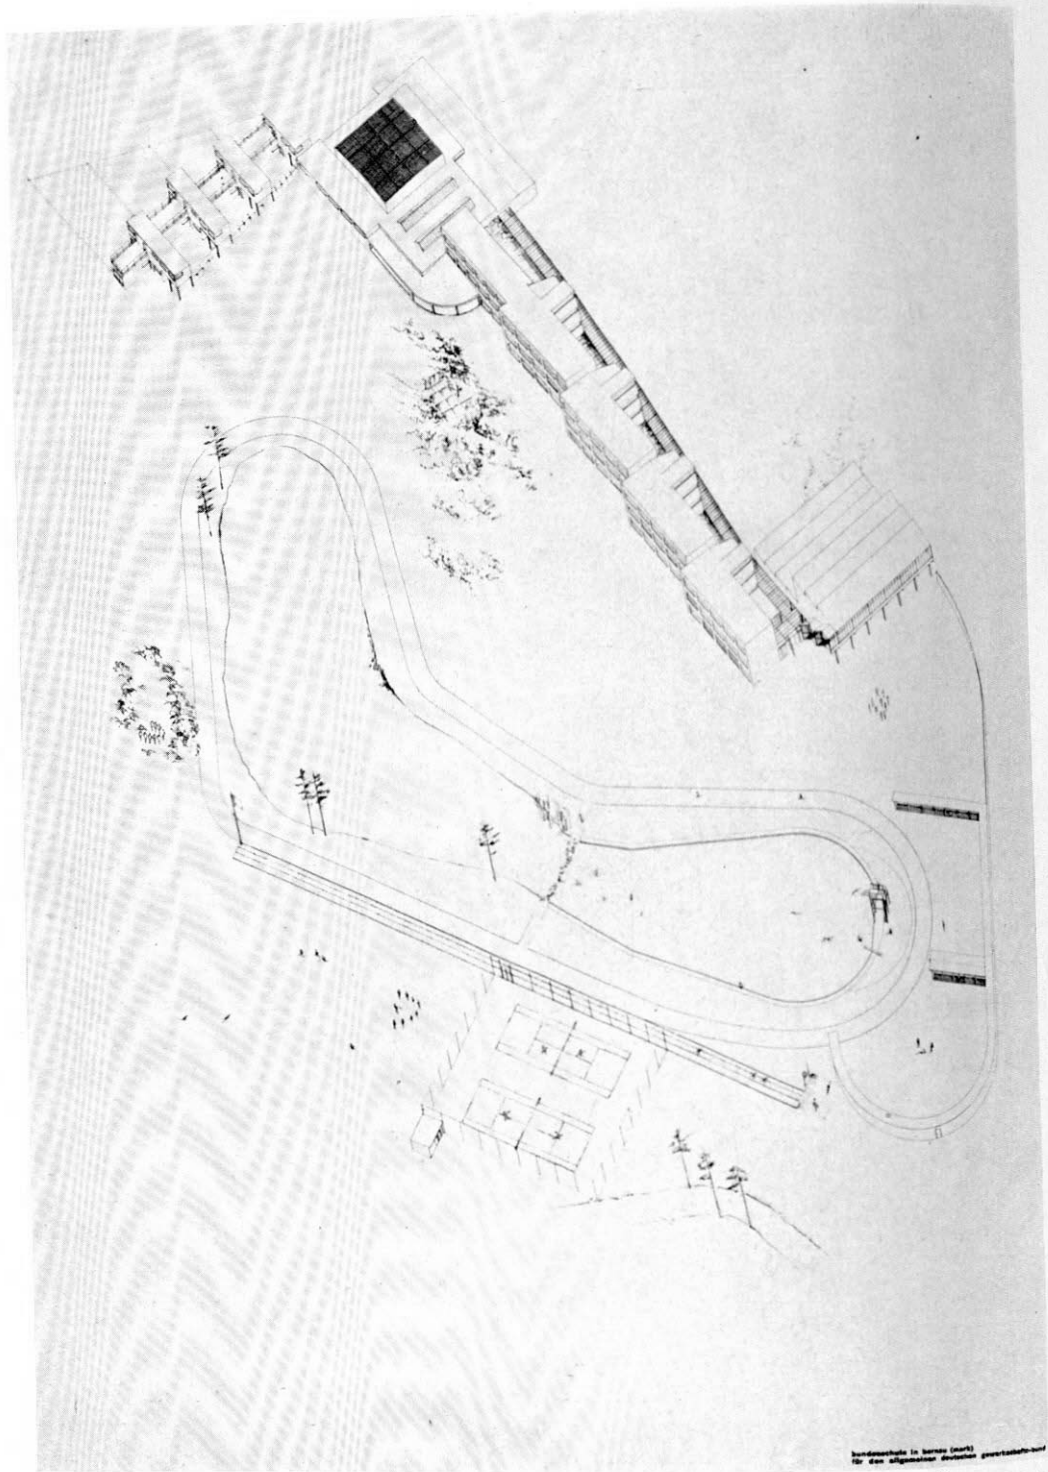 bundesschule in bernau (mark)
für den allgemeinen deutschen gewerkschafts-bund